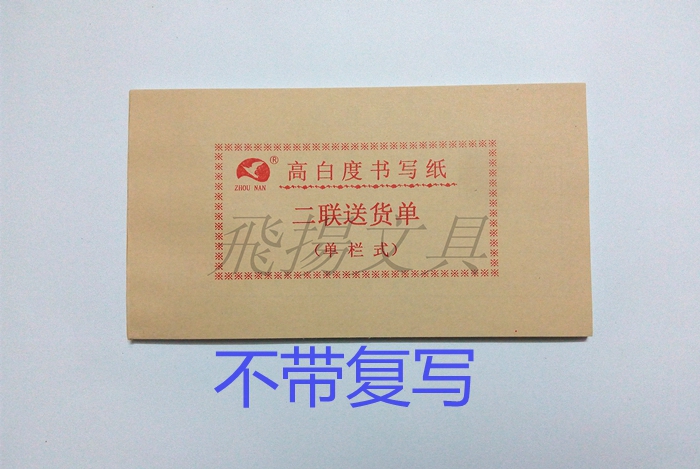 ®
高白度书写纸
ZHOU NAN
二联送货单
飛揚文具
(单栏式)
不带复写